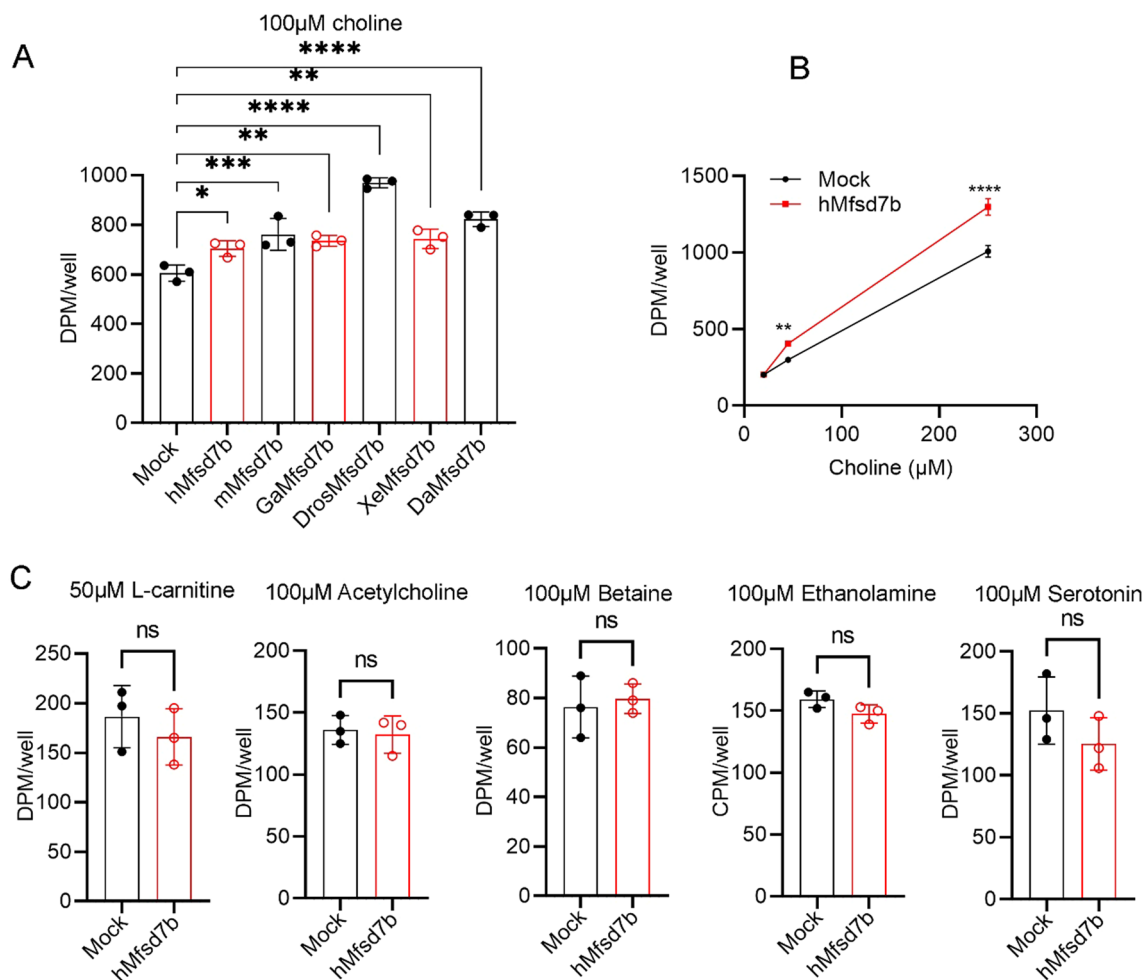 A
100µM choline
****
**
****
**
***
*
DPM/well
1000
800
600
400
200
0
Mock
hMfsd7b
mMfsd7b
GaMfsd7b
DrosMfsd7b
XeMfsd7b
DaMfsd7b
B
Mock
hMfsd7b
****
**
DPM/well
1500
1000
500
0
0 100 200 300
Choline (µM)
C
50µM L-carnitine
ns
DPM/well
250
200
150
100
50
0
Mock
hMfsd7b
100µM Acetylcholine
ns
DPM/well
200
150
100
50
0
Mock
hMfsd7b
100µM Betaine
ns
DPM/well
100
80
60
40
20
0
Mock
hMfsd7b
100µM Ethanolamine
ns
CPM/well
200
150
100
50
0
Mock
hMfsd7b
100µM Serotonin
ns
DPM/well
200
150
100
50
0
Mock
hMfsd7b